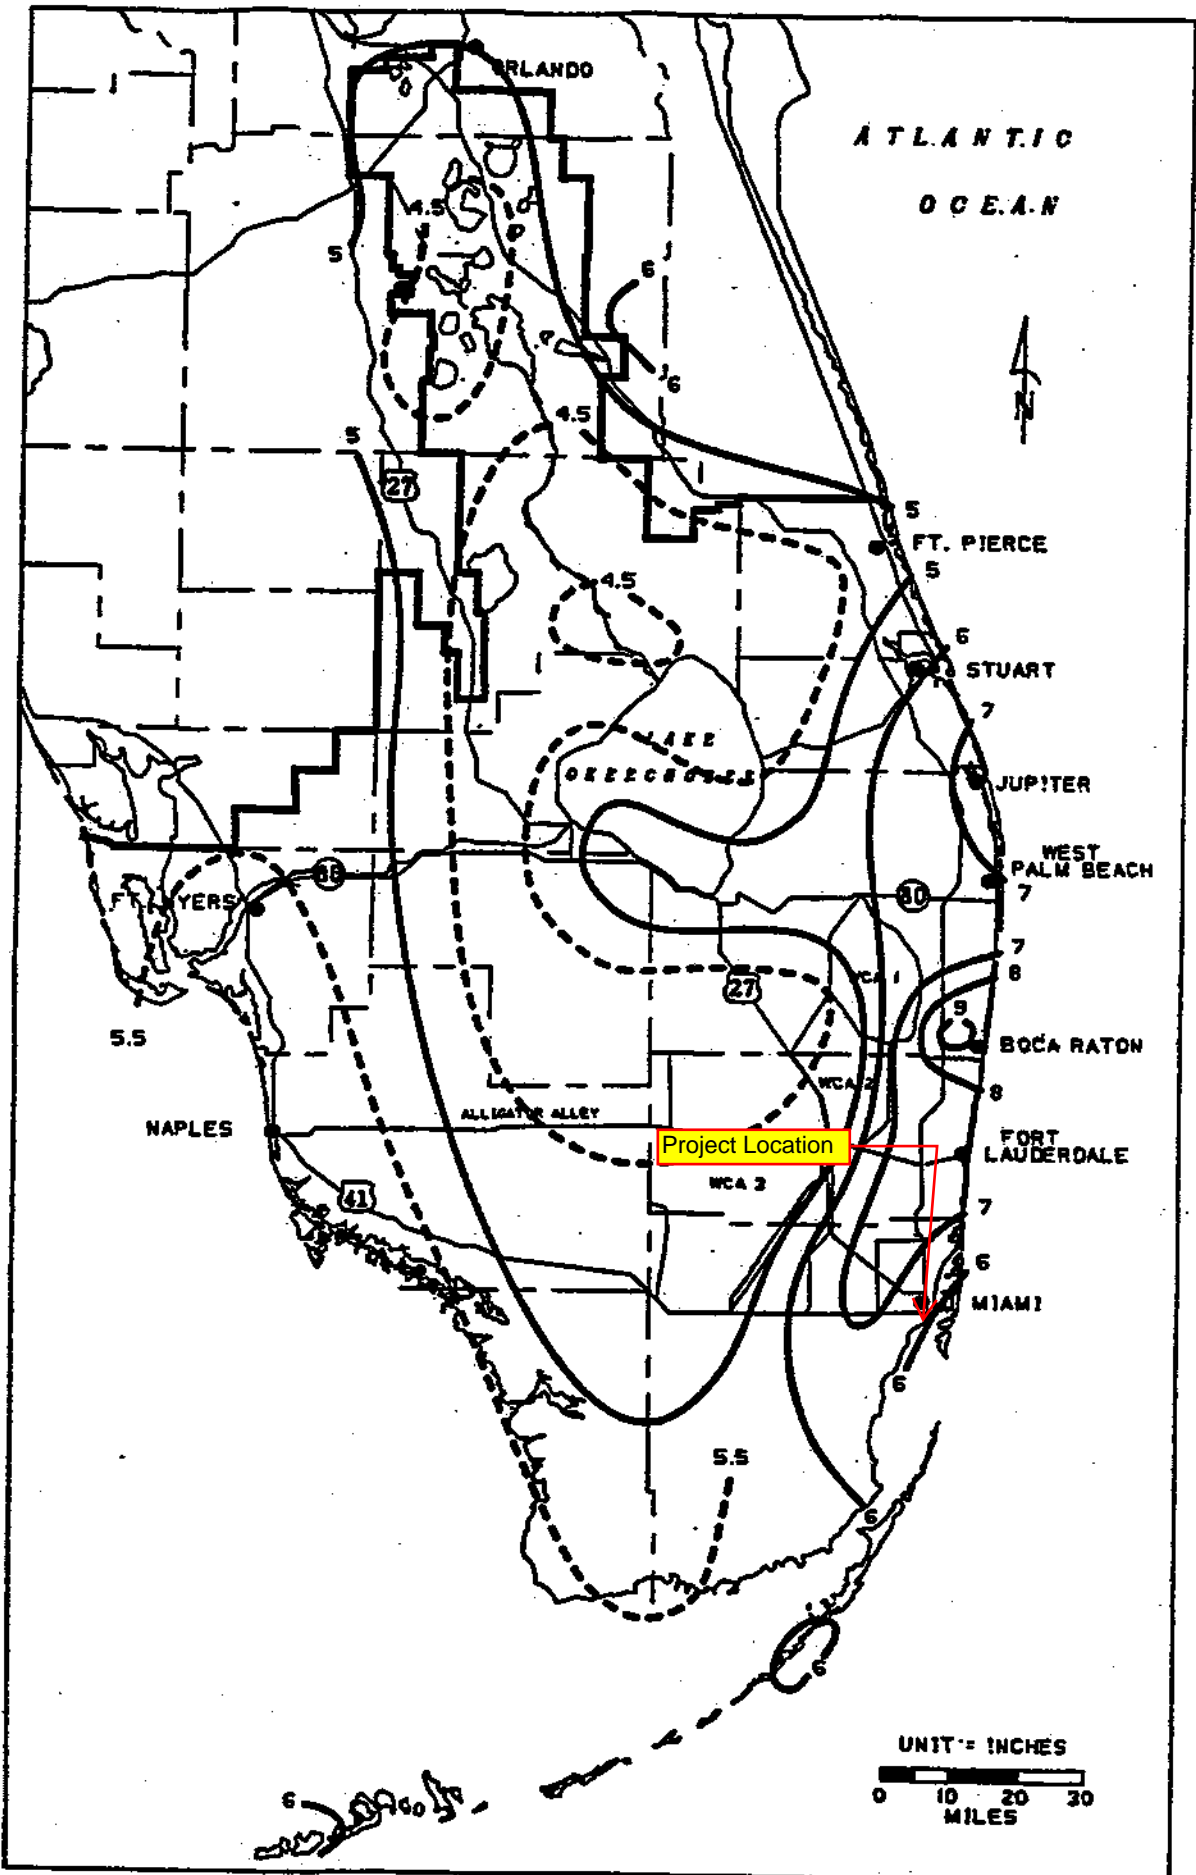 ORLANDO
ATLANTIC
OCEAN
4.5
5
6
6
N
4.5
5
27
5
FT. PIERCE
5
4.5
6
STUART
7
LAKE
OKEECHOBEE
JUPITER
WEST
PALM BEACH
7
80
FT. MYERS
7
8
27
WCA 1
9
5.5
BOCA RATON
WCA 2
8
NAPLES
ALLIGATOR ALLEY
Project Location
FORT
LAUDERDALE
WCA 3
41
7
6
MIAMI
6
5.5
6
6
UNIT = INCHES
0 10 20 30
MILES
6